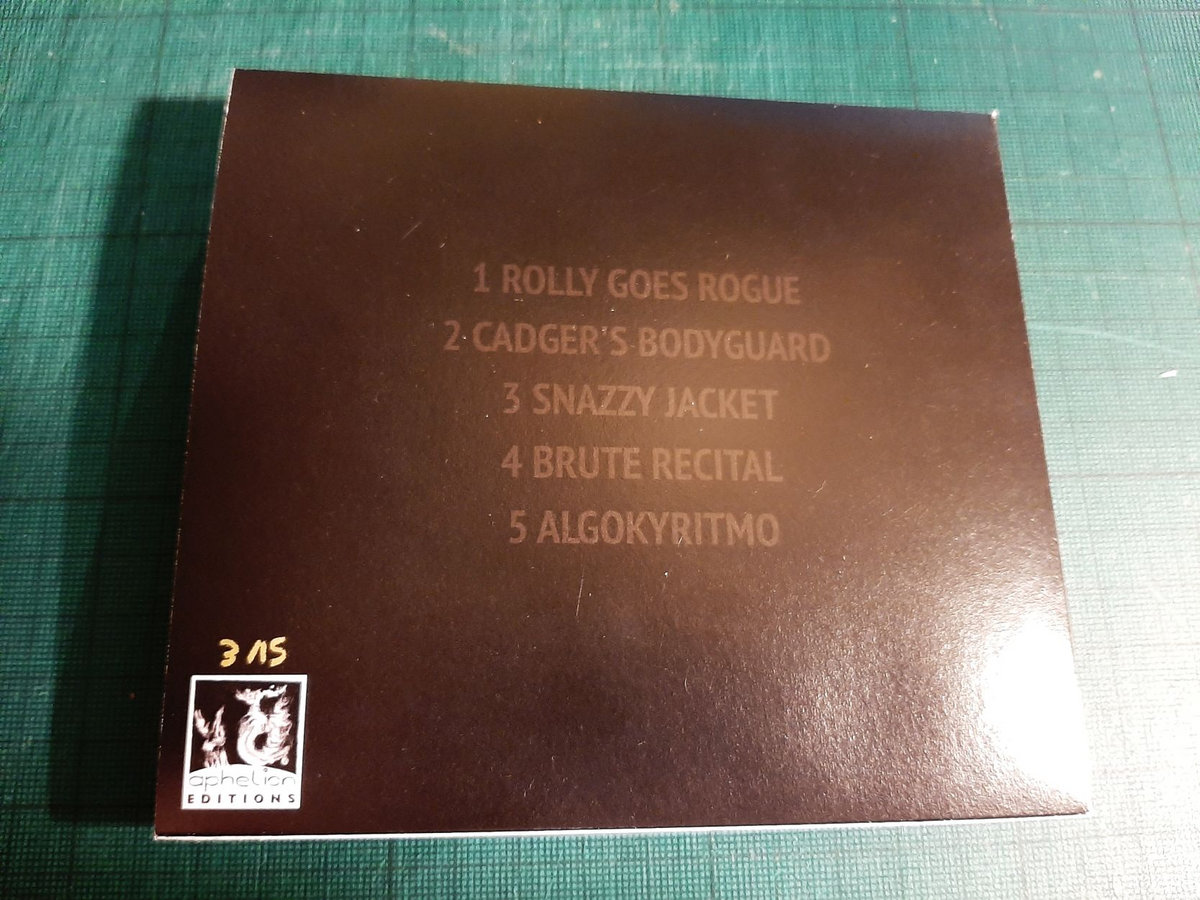 1 ROLLY GOES ROGUE
2 CADGER'S BODYGUARD
3 SNAZZY JACKET
4 BRUTE RECITAL
5 ALGOKYRITMO
3/15
aphelion
EDITIONS